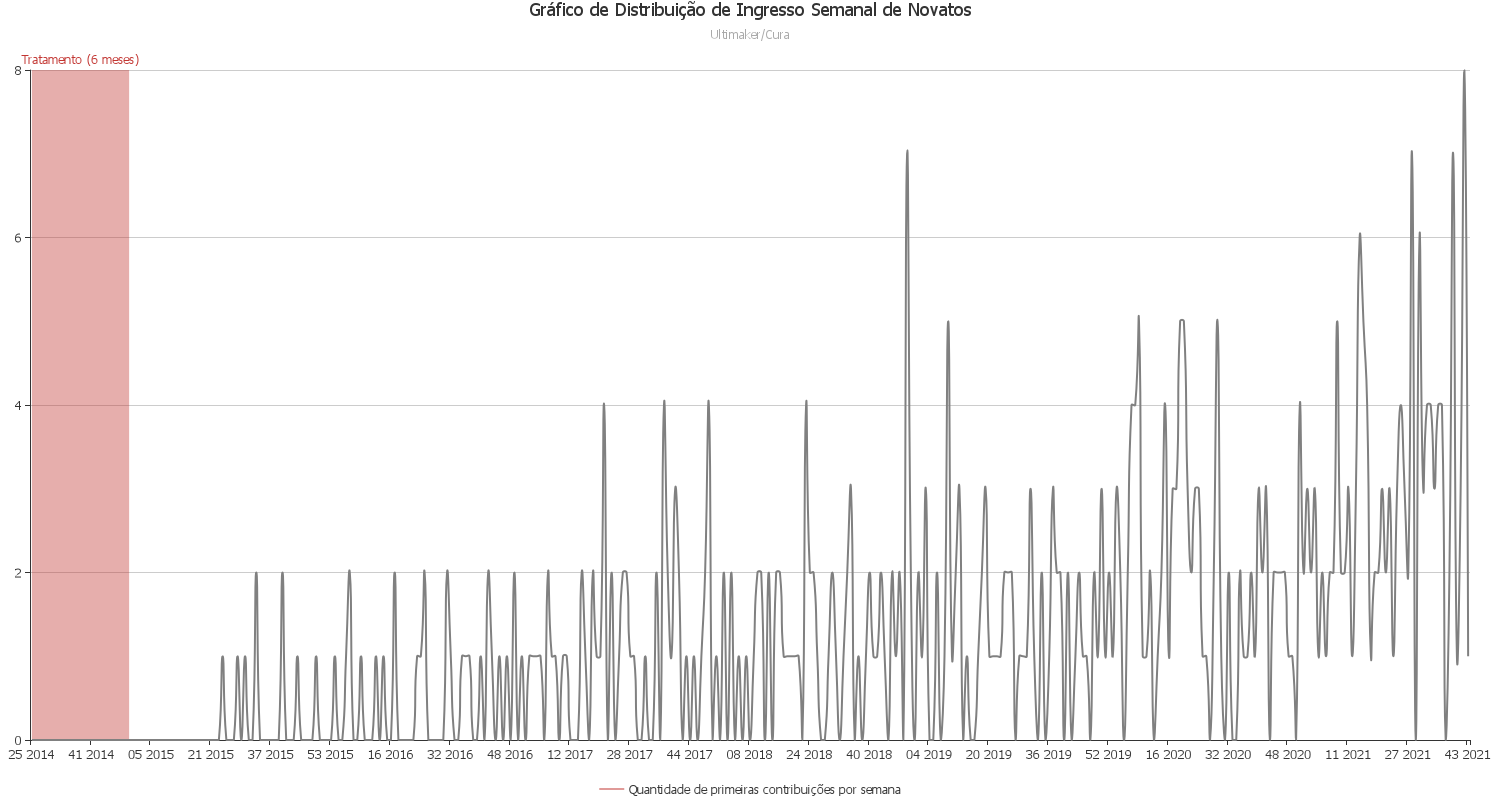 Gráfico de Distribuição de Ingresso Semanal de Novatos
Ultimaker/Cura
Tratamento (6 meses)
8
6
4
2
0
25 2014 41 2014 05 2015 21 2015 37 2015 53 2015 16 2016 32 2016 48 2016 12 2017 28 2017 44 2017 08 2018 24 2018 40 2018 04 2019 20 2019 36 2019 52 2019 16 2020 32 2020 48 2020 11 2021 27 2021 43 2021
Quantidade de primeiras contribuições por semana